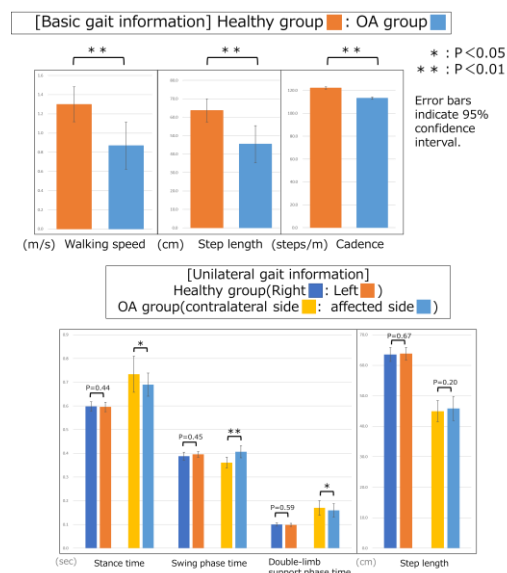 [Basic gait information] Healthy group : OA group
** ** **
* : P<0.05
** : P<0.01
Error bars
indicate 95%
confidence
interval.
(m/s) Walking speed (cm) Step length (steps/m) Cadence
[Unilateral gait information]
Healthy group(Right : Left )
OA group(contralateral side : affected side )
P=0.44 * P=0.45 ** P=0.59 * P=0.67 P=0.20
(sec) Stance time Swing phase time Double-limb
support phase time (cm) Step length